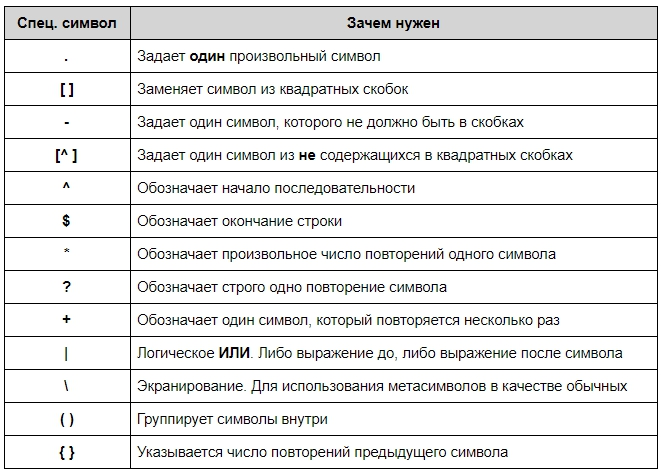 Спец. символ Зачем нужен
. Задает один произвольный символ
[ ] Заменяет символ из квадратных скобок
- Задает один символ, которого не должно быть в скобках
[^ ] Задает один символ из не содержащихся в квадратных скобках
^ Обозначает начало последовательности
$ Обозначает окончание строки
* Обозначает произвольное число повторений одного символа
? Обозначает строго одно повторение символа
+ Обозначает один символ, который повторяется несколько раз
| Логическое ИЛИ. Либо выражение до, либо выражение после символа
\ Экранирование. Для использования метасимволов в качестве обычных
( ) Группирует символы внутри
{ } Указывается число повторений предыдущего символа